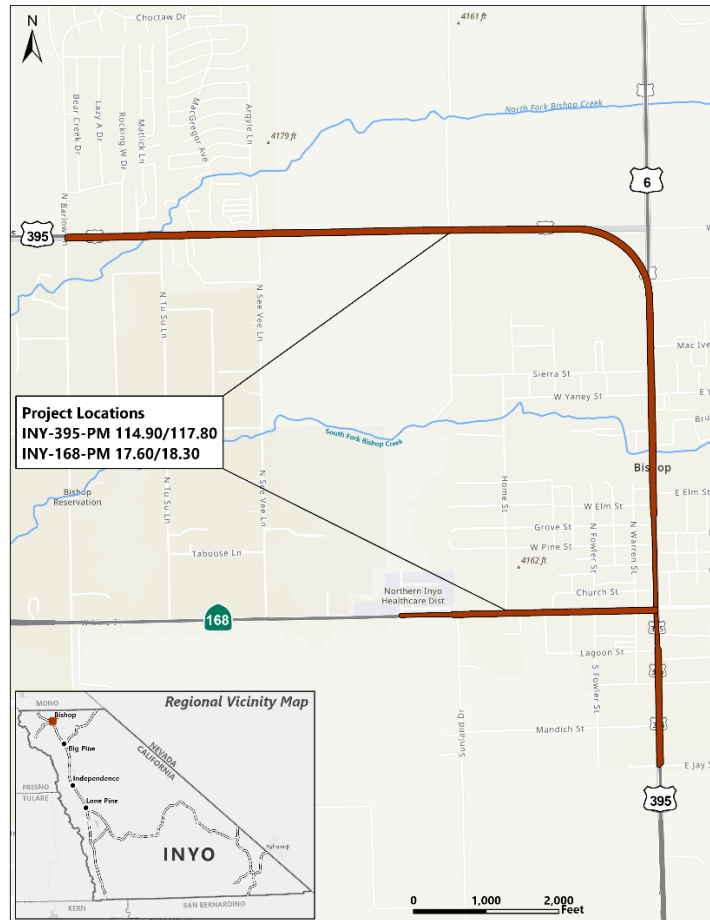 N
Choctaw Dr
4161 ft
Bear Creek Dr
Lazy A Dr
Rocking W Dr
Matlick Ln
MacGregor Ave
Argyle Ln
North Fork Bishop Creek
4179 ft
6
N Barlow Ln
395
N Tu Su Ln
N See Vee Ln
Mac Ive
Sierra St
W Yaney St
E Y
Bru
Project Locations
INY-395-PM 114.90/117.80
INY-168-PM 17.60/18.30
South Fork Bishop Creek
Bishop
Bishop
Reservation
N Tu Su Ln
N See Vee Ln
Home St
W Elm St
E Elm St
Grove St
N Fowler St
N Warren St
W Pine St
Taboose Ln
4162 ft
Northern Inyo
Healthcare Dist
Church St
168
W Line St
395
Lagoon St
S Fowler St
Sunland Dr
Mandich St
E Jay S
395
Regional Vicinity Map
MONO
Bishop
Big Pine
NEVADA
CALIFORNIA
Independence
FRESNO
TULARE
Lone Pine
INYO
KERN
SAN BERNARDINO
0 1,000 2,000
Feet